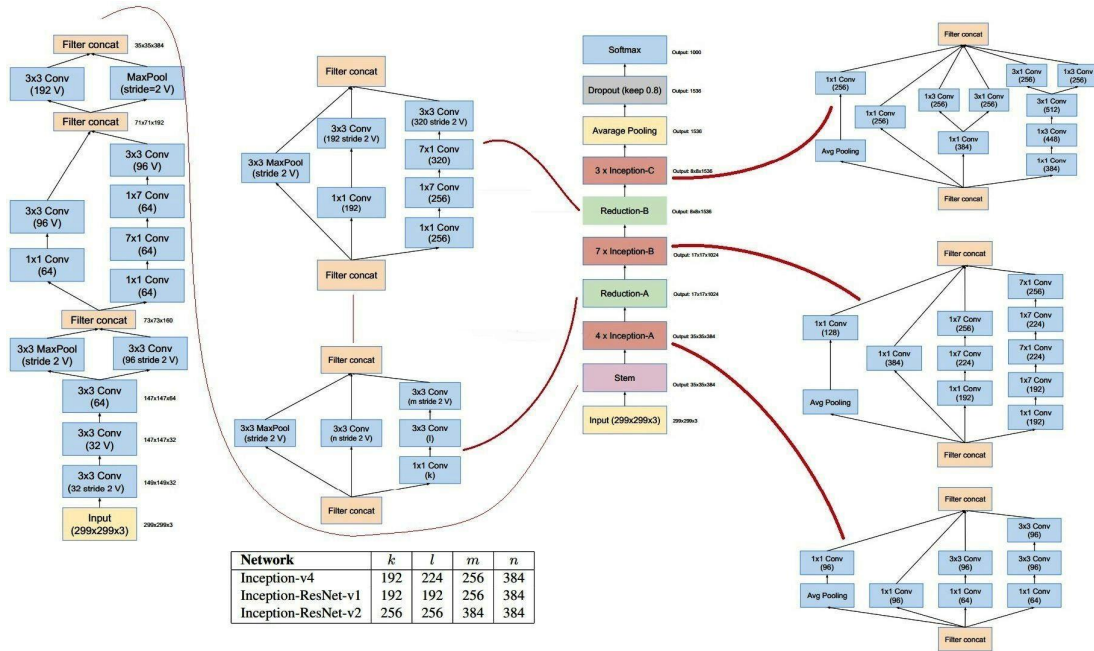 Filter concat
35x35x384
3x3 Conv
(192 V)
MaxPool
(stride=2 V)
Filter concat
71x71x192
3x3 Conv
(96 V)
1x7 Conv
(64)
3x3 Conv
(96 V)
7x1 Conv
(64)
1x1 Conv
(64)
1x1 Conv
(64)
Filter concat
73x73x160
3x3 MaxPool
(stride 2 V)
3x3 Conv
(96 stride 2 V)
3x3 Conv
(64)
147x147x64
3x3 Conv
(32 V)
147x147x32
3x3 Conv
(32 stride 2 V)
149x149x32
Input
(299x299x3)
299x299x3
Filter concat
3x3 Conv
(320 stride 2 V)
3x3 Conv
(192 stride 2 V)
7x1 Conv
(320)
3x3 MaxPool
(stride 2 V)
1x7 Conv
(256)
1x1 Conv
(192)
1x1 Conv
(256)
Filter concat
Filter concat
3x3 Conv
(m stride 2 V)
3x3 MaxPool
(stride 2 V)
3x3 Conv
(n stride 2 V)
3x3 Conv
(l)
1x1 Conv
(k)
Filter concat
Network k l m n
Inception-v4 192 224 256 384
Inception-ResNet-v1 192 192 256 384
Inception-ResNet-v2 256 256 384 384
Softmax
Output: 1000
Dropout (keep 0.8)
Output: 1536
Avarage Pooling
Output: 1536
3 x Inception-C
Output: 8x8x1536
Reduction-B
Output: 8x8x1536
7 x Inception-B
Output: 17x17x1024
Reduction-A
Output: 17x17x1024
4 x Inception-A
Output: 35x35x384
Stem
Output: 35x35x384
Input (299x299x3)
299x299x3
Filter concat
1x1 Conv
(256)
3x1 Conv
(256)
1x3 Conv
(256)
1x3 Conv
(256)
3x1 Conv
(256)
3x1 Conv
(512)
1x1 Conv
(256)
1x3 Conv
(448)
Avg Pooling
1x1 Conv
(384)
1x1 Conv
(384)
Filter concat
Filter concat
7x1 Conv
(256)
1x1 Conv
(128)
1x7 Conv
(256)
1x7 Conv
(224)
1x1 Conv
(384)
1x7 Conv
(224)
7x1 Conv
(224)
Avg Pooling
1x1 Conv
(192)
1x7 Conv
(192)
1x1 Conv
(192)
Filter concat
Filter concat
3x3 Conv
(96)
1x1 Conv
(96)
3x3 Conv
(96)
3x3 Conv
(96)
Avg Pooling
1x1 Conv
(96)
1x1 Conv
(64)
1x1 Conv
(64)
Filter concat